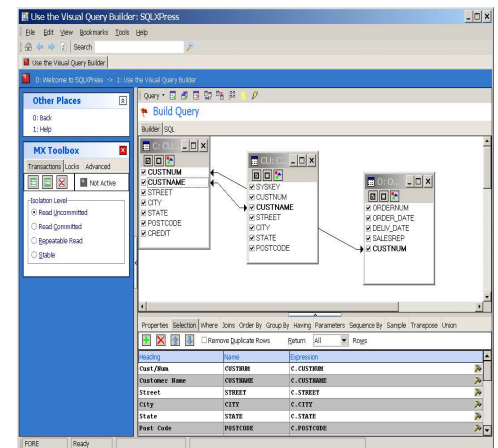 Use the Visual Query Builder: SQLXPress
File Edit View Bookmarks Tools Help
Search
Use the Visual Query Builder
0: Welcome to SQLXPress -> 1: Use the Visual Query Builder
Other Places
0: Back
1: Help
MX Toolbox
Transactions Locks Advanced
Not Active
Isolation Level
Read Uncommitted
Read Committed
Repeatable Read
Stable
Query
Build Query
Builder SQL
C: CU...
CUSTNUM
CUSTNAME
STREET
CITY
STATE
POSTCODE
CREDIT
CU: C...
SYSKEY
CUSTNUM
CUSTNAME
STREET
CITY
STATE
POSTCODE
O: O...
ORDERNUM
ORDER_DATE
DELIV_DATE
SALESREP
CUSTNUM
Properties Selection Where Joins Order By Group By Having Parameters Sequence By Sample Transpose Union
Remove Duplicate Rows Return All Rows
Heading Name Expression
Cust/Num CUSTNUM C.CUSTNUM
Customer Name CUSTNAME C.CUSTNAME
Street STREET C.STREET
City CITY C.CITY
State STATE C.STATE
Post Code POSTCODE C.POSTCODE
FORE Ready